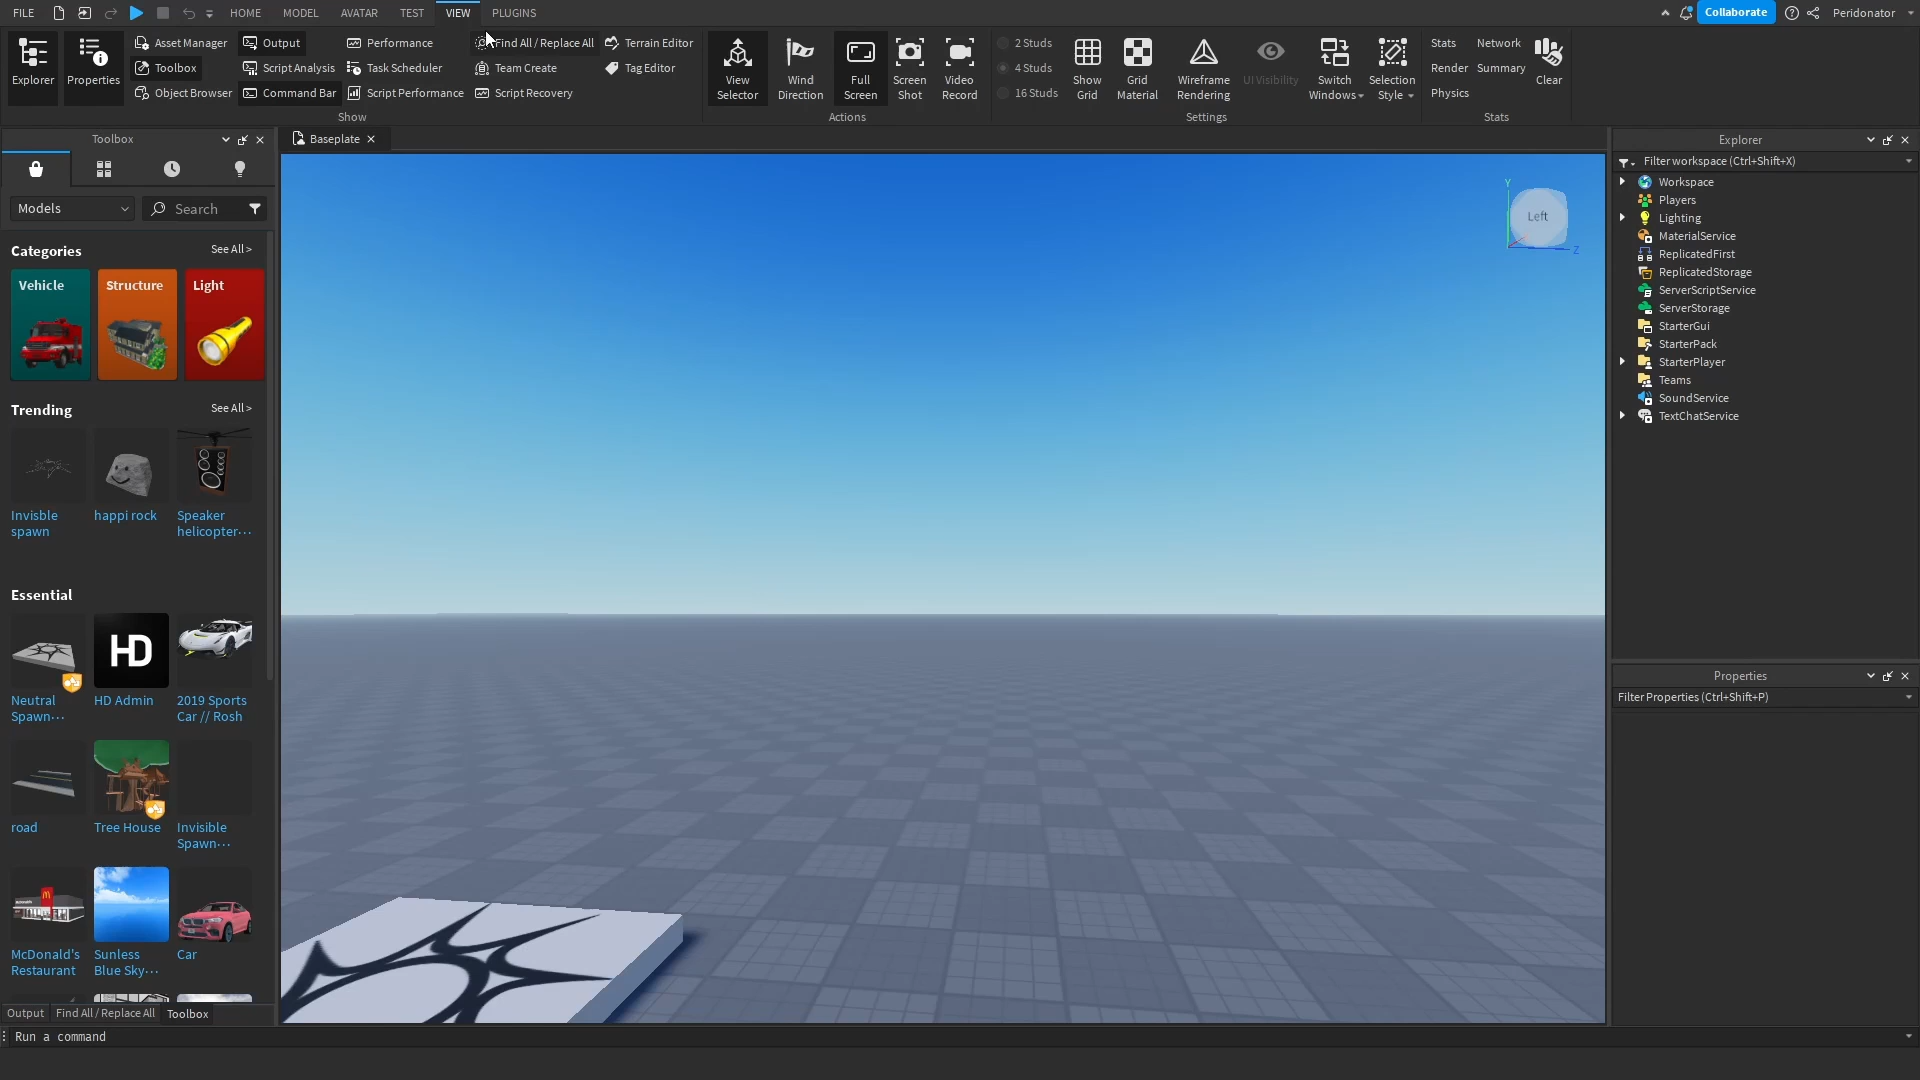 FILE HOME MODEL AVATAR TEST VIEW PLUGINS Collaborate Peridonator
Explorer
Properties
Asset Manager
Toolbox
Object Browser
Output
Script Analysis
Command Bar
Performance
Task Scheduler
Script Performance
Find All / Replace All
Team Create
Script Recovery
Terrain Editor
Tag Editor
Show
View
Selector
Wind
Direction
Full
Screen
Screen
Shot
Video
Record
Actions
2 Studs
4 Studs
16 Studs
Show
Grid
Grid
Material
Wireframe
Rendering
UI Visibility
Switch
Windows
Selection
Style
Settings
Stats
Render
Physics
Network
Summary
Clear
Stats
Toolbox
Models
Search
Categories See All >
Vehicle Structure Light
Trending See All >
Invisble
spawn
happi rock
Speaker
helicopter...
Essential
HD
Neutral
Spawn...
HD Admin
2019 Sports
Car // Rosh
road
Tree House
Invisible
Spawn...
McDonald's
Restaurant
Sunless
Blue Sky...
Car
Output Find All / Replace All Toolbox
Run a command
Baseplate
Y
Left
Z
Explorer
Filter workspace (Ctrl+Shift+X)
Workspace
Players
Lighting
MaterialService
ReplicatedFirst
ReplicatedStorage
ServerScriptService
ServerStorage
StarterGui
StarterPack
StarterPlayer
Teams
SoundService
TextChatService
Properties
Filter Properties (Ctrl+Shift+P)